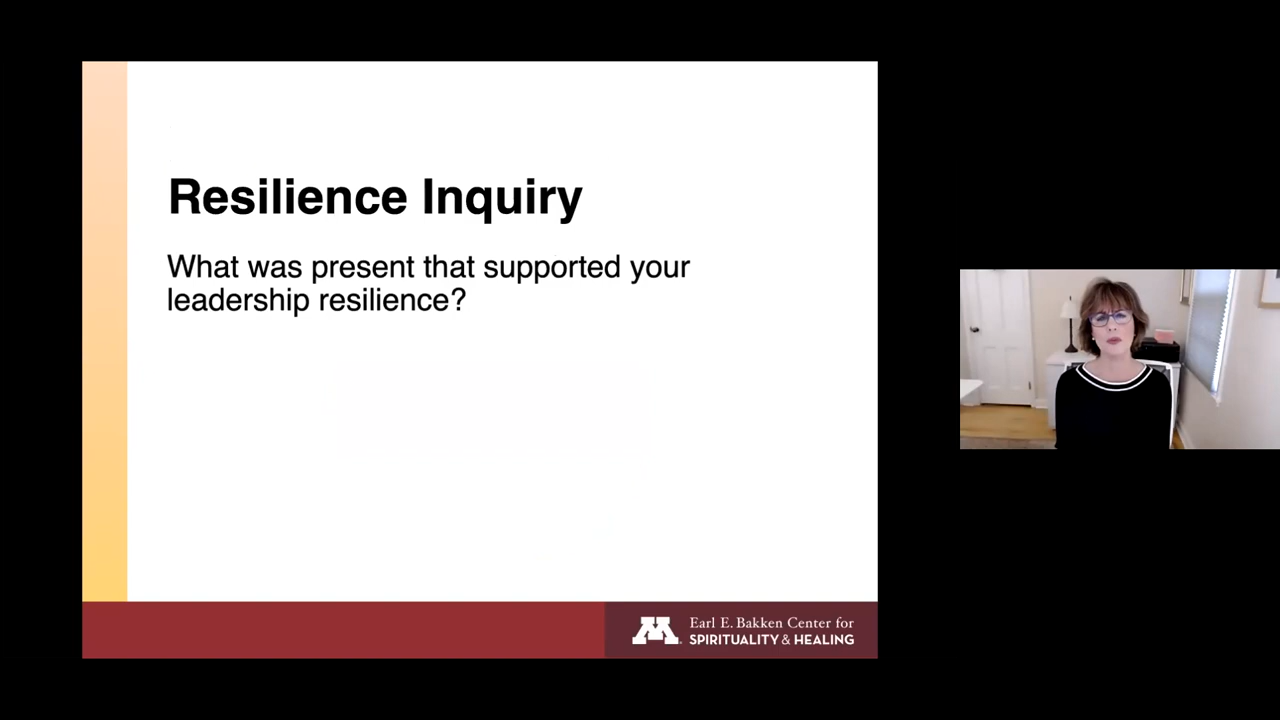 Resilience Inquiry
What was present that supported your
leadership resilience?
Earl E. Bakken Center for
SPIRITUALITY & HEALING